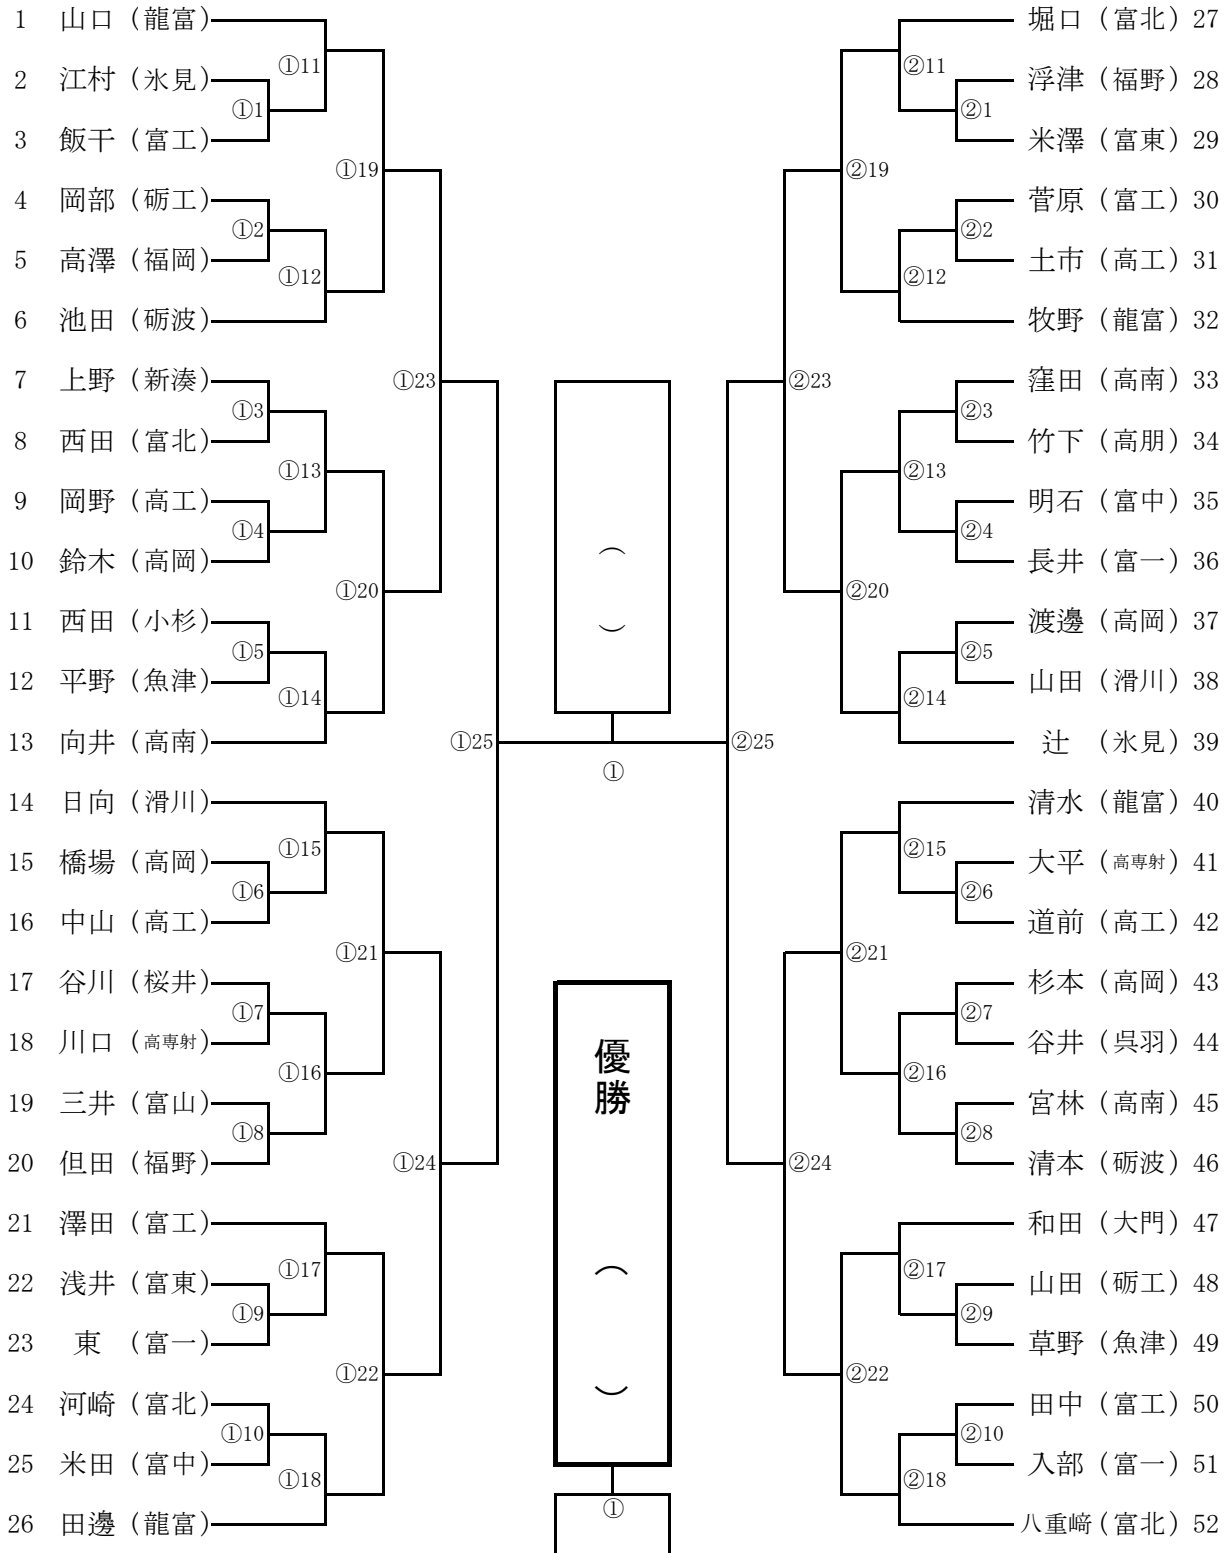 1 山口（龍富）
2 江村（氷見）
3 飯干（富工）
4 岡部（砺工）
5 高澤（福岡）
6 池田（砺波）
7 上野（新湊）
8 西田（富北）
9 岡野（高工）
10 鈴木（高岡）
11 西田（小杉）
12 平野（魚津）
13 向井（高南）
14 日向（滑川）
15 橋場（高岡）
16 中山（高工）
17 谷川（桜井）
18 川口（高専射）
19 三井（富山）
20 但田（福野）
21 澤田（富工）
22 浅井（富東）
23 東（富一）
24 河崎（富北）
25 米田（富中）
26 田邊（龍富）
①1
①2
①3
①4
①5
①6
①7
①8
①9
①10
①11
①12
①13
①14
①15
①16
①17
①18
①19
①20
①21
①22
①23
①24
①25
（ ）
①
優勝
（ ）
①
②25
②23
②24
②19
②20
②21
②22
②11
②12
②13
②14
②15
②16
②17
②18
②1
②2
②3
②4
②5
②6
②7
②8
②9
②10
堀口（富北）27
浮津（福野）28
米澤（富東）29
菅原（富工）30
土市（高工）31
牧野（龍富）32
窪田（高南）33
竹下（高朋）34
明石（富中）35
長井（富一）36
渡邊（高岡）37
山田（滑川）38
辻（氷見）39
清水（龍富）40
大平（高専射）41
道前（高工）42
杉本（高岡）43
谷井（呉羽）44
宮林（高南）45
清本（砺波）46
和田（大門）47
山田（砺工）48
草野（魚津）49
田中（富工）50
入部（富一）51
八重﨑（富北）52